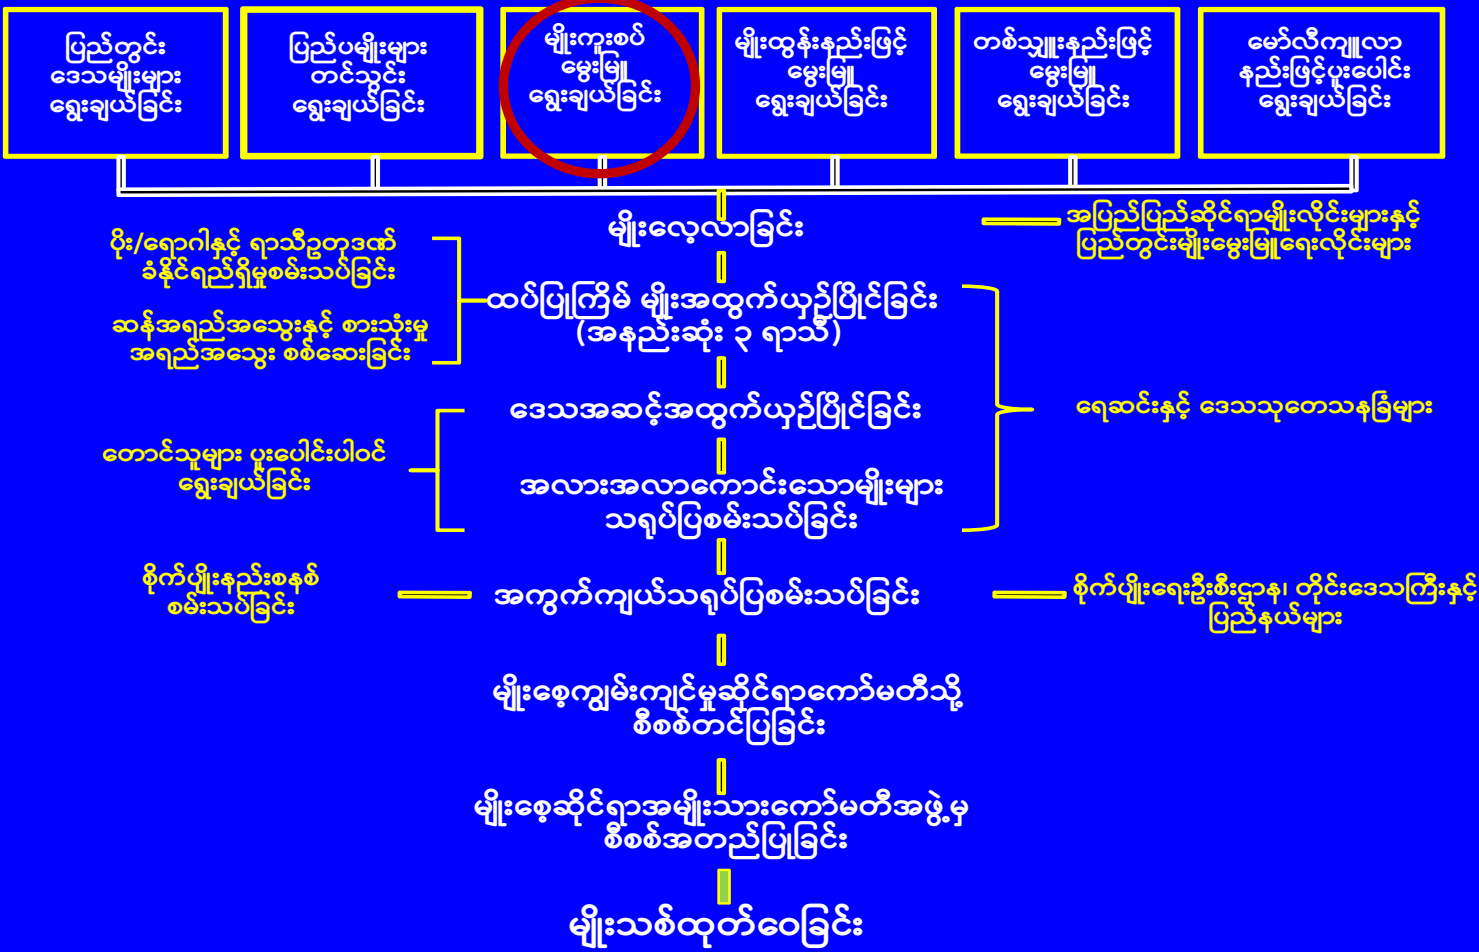 ပြည်တွင်း
ဒေသမျိုးများ
ရွေးချယ်ခြင်း
ပြည်ပမျိုးများ
တင်သွင်း
ရွေးချယ်ခြင်း
မျိုးကူးစပ်
မွေးမြူ
ရွေးချယ်ခြင်း
မျိုးထွန်းနည်းဖြင့်
မွေးမြူ
ရွေးချယ်ခြင်း
တစ်သျှူးနည်းဖြင့်
မွေးမြူ
ရွေးချယ်ခြင်း
မော်လီကျူလာ
နည်းဖြင့်ပူးပေါင်း
ရွေးချယ်ခြင်း
မျိုးလေ့လာခြင်း
အပြည်ပြည်ဆိုင်ရာမျိုးလိုင်းများနှင့်
ပြည်တွင်းမျိုးမွေးမြူရေးလိုင်းများ
ပိုး/ရောဂါနှင့် ရာသီဥတုဒဏ်
ခံနိုင်ရည်ရှိမှုစမ်းသပ်ခြင်း
ထပ်ပြုကြိမ် မျိုးအထွက်ယှဉ်ပြိုင်ခြင်း
(အနည်းဆုံး ၃ ရာသီ)
ဆန်အရည်အသွေးနှင့် စားသုံးမှု
အရည်အသွေး စစ်ဆေးခြင်း
ဒေသအဆင့်အထွက်ယှဉ်ပြိုင်ခြင်း
ရေဆင်းနှင့် ဒေသသုတေသနခြံများ
တောင်သူများ ပူးပေါင်းပါဝင်
ရွေးချယ်ခြင်း
အလားအလာကောင်းသောမျိုးများ
သရုပ်ပြစမ်းသပ်ခြင်း
စိုက်ပျိုးနည်းစနစ်
စမ်းသပ်ခြင်း
အကွက်ကျယ်သရုပ်ပြစမ်းသပ်ခြင်း
စိုက်ပျိုးရေးဦးစီးဌာန၊ တိုင်းဒေသကြီးနှင့်
ပြည်နယ်များ
မျိုးစေ့ကျွမ်းကျင်မှုဆိုင်ရာကော်မတီသို့
စီစစ်တင်ပြခြင်း
မျိုးစေ့ဆိုင်ရာအမျိုးသားကော်မတီအဖွဲ့မှ
စီစစ်အတည်ပြုခြင်း
မျိုးသစ်ထုတ်ဝေခြင်း